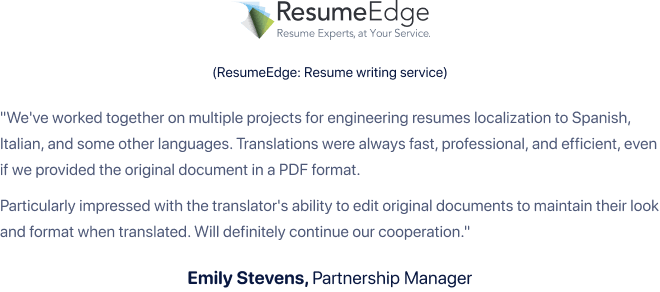 ResumeEdge
Resume Experts, at Your Service.
(ResumeEdge: Resume writing service)
"We've worked together on multiple projects for engineering resumes localization to Spanish,
Italian, and some other languages. Translations were always fast, professional, and efficient, even
if we provided the original document in a PDF format.
Particularly impressed with the translator's ability to edit original documents to maintain their look
and format when translated. Will definitely continue our cooperation."
Emily Stevens, Partnership Manager